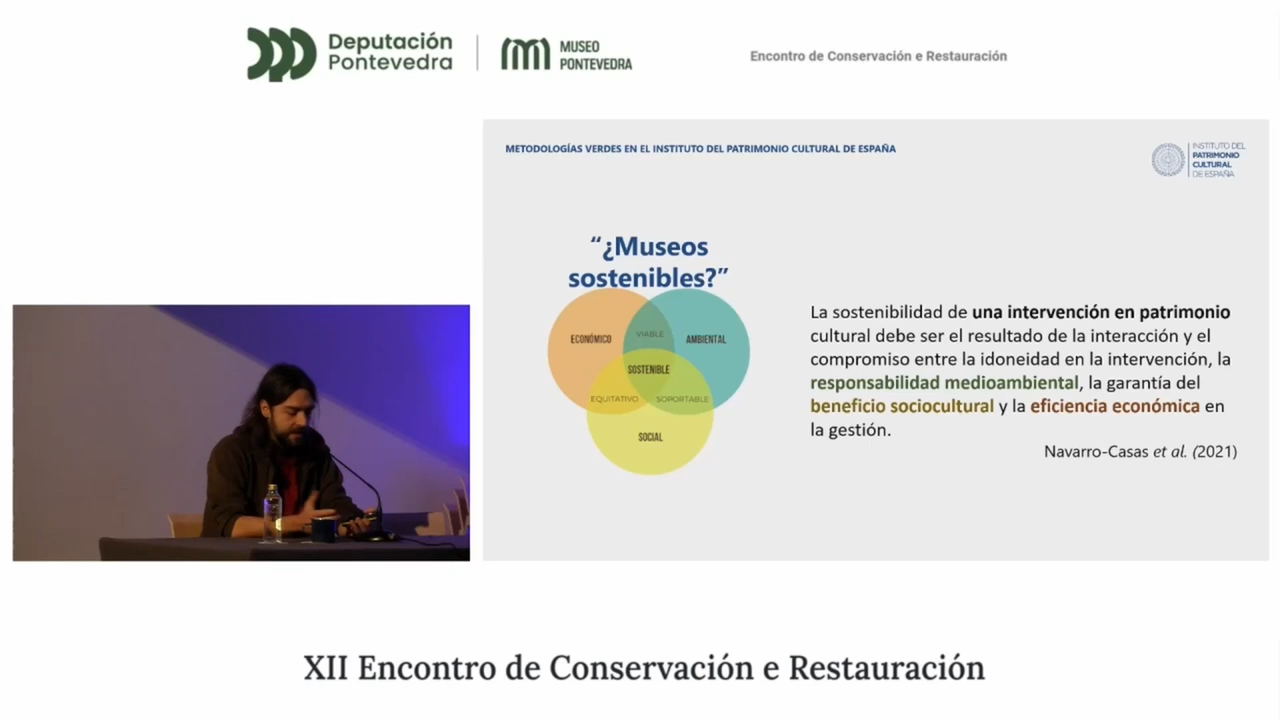 Deputación
Pontevedra
MUSEO
PONTEVEDRA
Encontro de Conservación e Restauración
METODOLOGÍAS VERDES EN EL INSTITUTO DEL PATRIMONIO CULTURAL DE ESPAÑA
INSTITUTO DEL
PATRIMONIO
CULTURAL
DE ESPAÑA
“¿Museos
sostenibles?”
ECONÓMICO
VIABLE
AMBIENTAL
SOSTENIBLE
EQUITATIVO
SOPORTABLE
SOCIAL
La sostenibilidad de una intervención en patrimonio
cultural debe ser el resultado de la interacción y el
compromiso entre la idoneidad en la intervención, la
responsabilidad medioambiental, la garantía del
beneficio sociocultural y la eficiencia económica en
la gestión.
Navarro-Casas et al. (2021)
XII Encontro de Conservación e Restauración